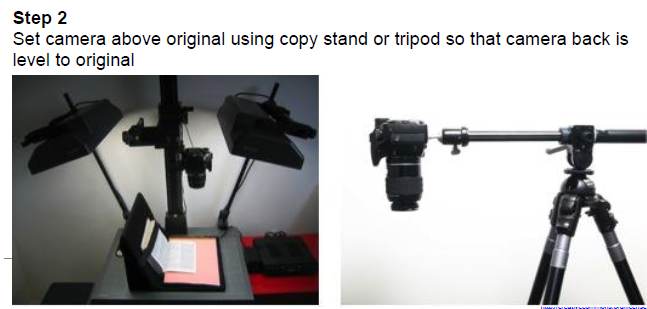 Step 2
Set camera above original using copy stand or tripod so that camera back is
level to original